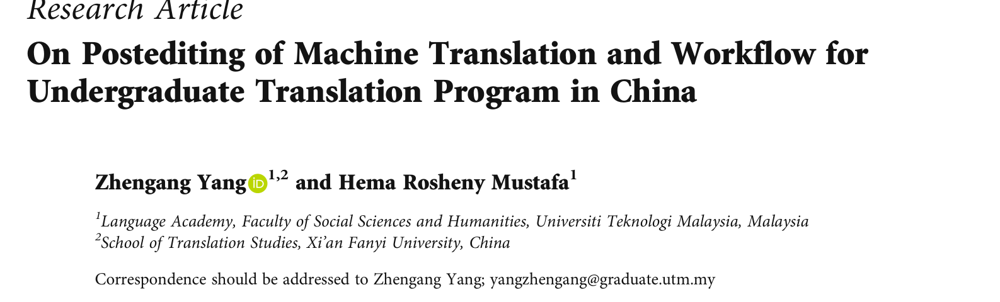 Research Article
On Postediting of Machine Translation and Workflow for
Undergraduate Translation Program in China
Zhengang Yang iD 1,2 and Hema Rosheny Mustafa1
1Language Academy, Faculty of Social Sciences and Humanities, Universiti Teknologi Malaysia, Malaysia
2School of Translation Studies, Xi’an Fanyi University, China
Correspondence should be addressed to Zhengang Yang; yangzhengang@graduate.utm.my